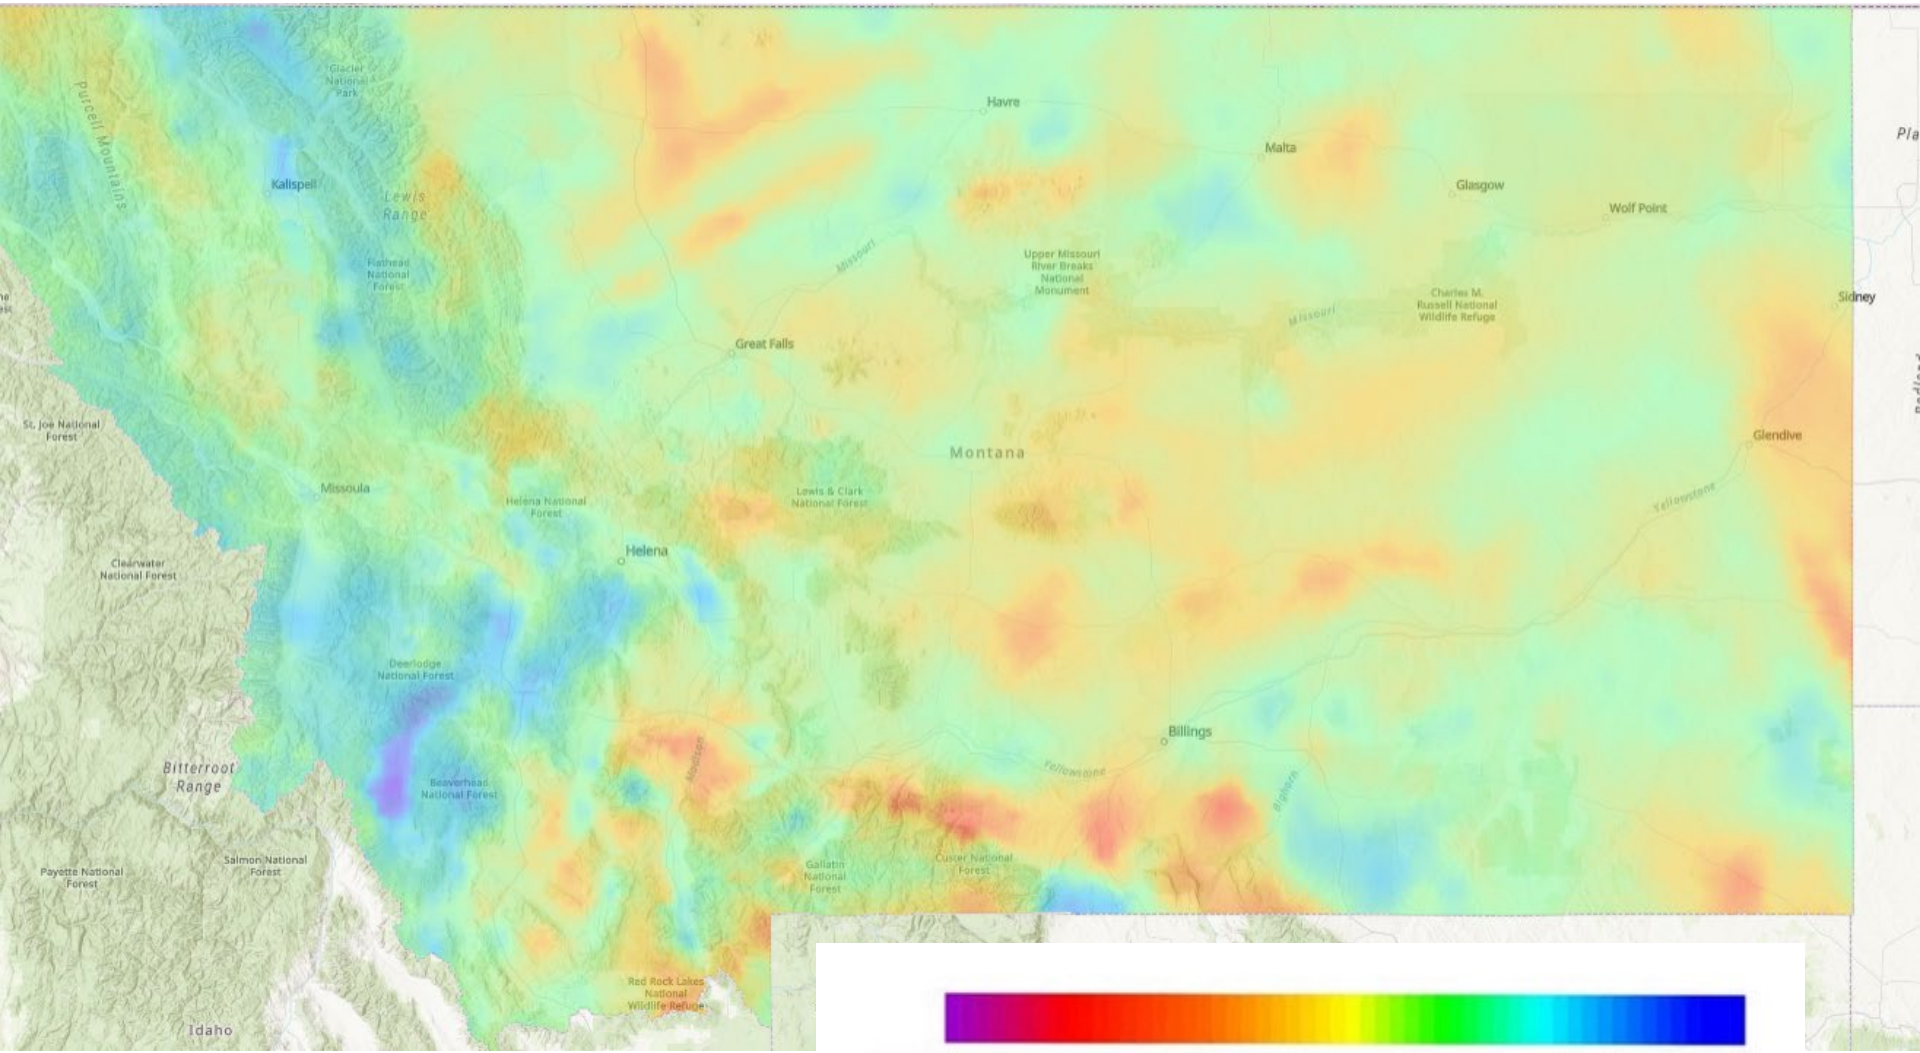 Glacier
National
Park
Havre
Purcell Mountains
Malta
Pla
Kalispell
Glasgow
Lewis
Range
Wolf Point
Missouri
Upper Missouri
River Breaks
National
Monument
Flathead
National
Forest
Charles M.
Russell National
Wildlife Refuge
Sidney
Missouri
Great Falls
St. Joe National
Forest
Glendive
Montana
Missoula
Lewis & Clark
National Forest
Helena National
Forest
Yellowstone
Helena
Clearwater
National Forest
Deerlodge
National Forest
Billings
Madison
Bitterroot
Range
Yellowstone
Beaverhead
National Forest
Bighorn
Salmon National
Forest
Payette National
Forest
Gallatin
National
Forest
Custer National
Forest
Red Rock Lakes
National
Wildlife Refuge
Idaho